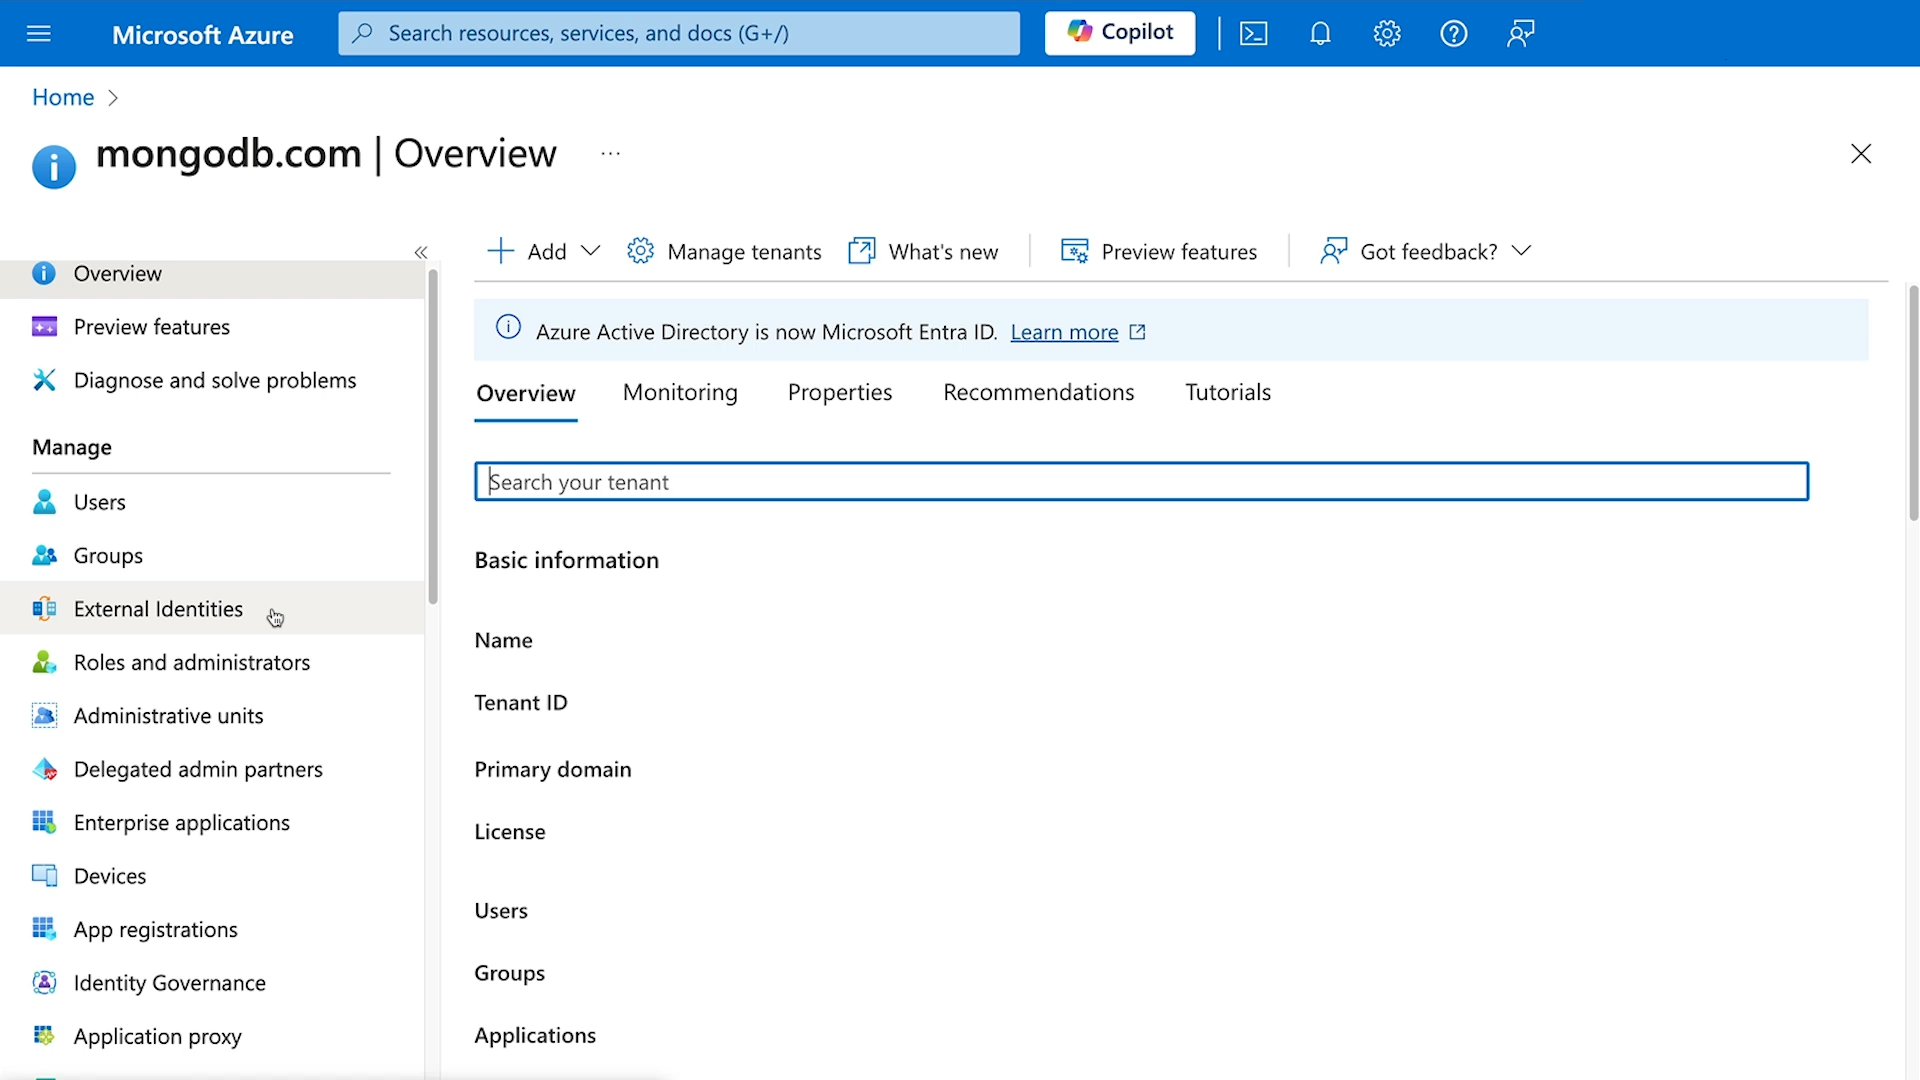 Microsoft Azure
Search resources, services, and docs (G+/)
Copilot
Home
mongodb.com | Overview
Overview
Preview features
Diagnose and solve problems
Manage
Users
Groups
External Identities
Roles and administrators
Administrative units
Delegated admin partners
Enterprise applications
Devices
App registrations
Identity Governance
Application proxy
Add
Manage tenants
What's new
Preview features
Got feedback?
Azure Active Directory is now Microsoft Entra ID. Learn more
Overview
Monitoring
Properties
Recommendations
Tutorials
Search your tenant
Basic information
Name
Tenant ID
Primary domain
License
Users
Groups
Applications